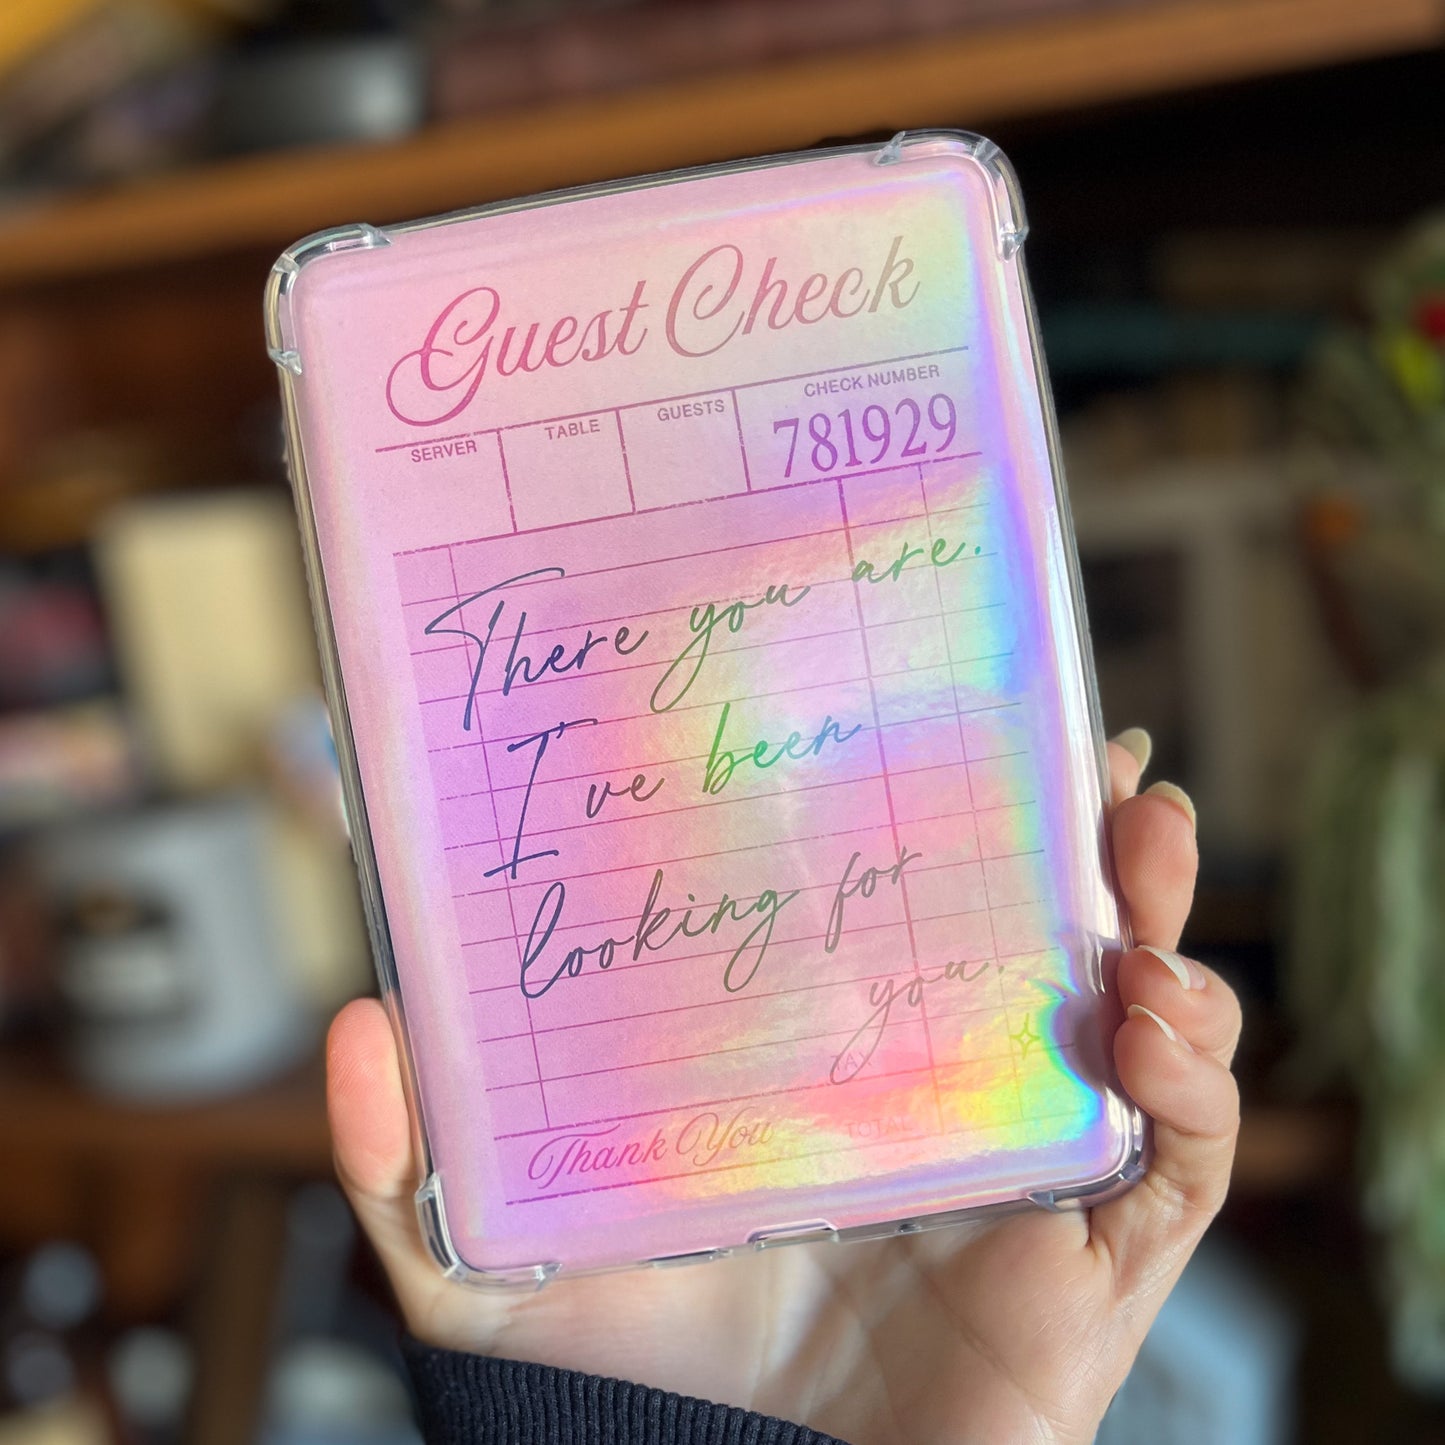 Guest Check
SERVER TABLE GUESTS CHECK NUMBER
781929
There you are.
I've been
looking for
you.
TAX
Thank You TOTAL